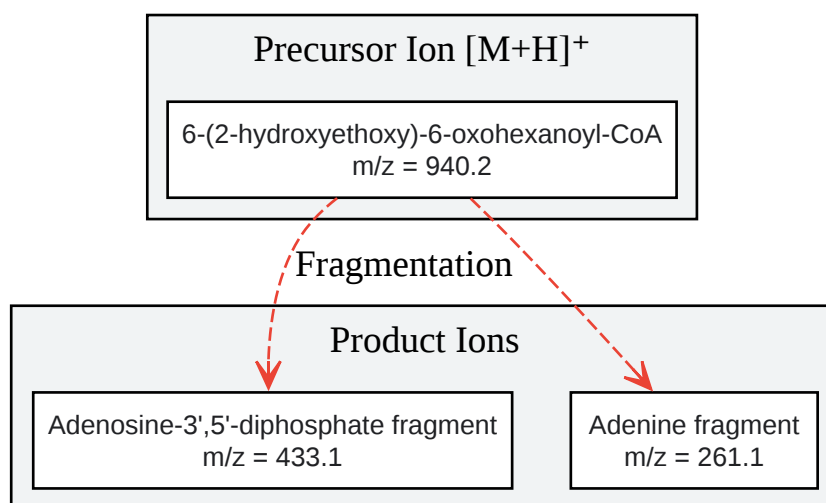 Precursor Ion [M+H]⁺
6-(2-hydroxyethoxy)-6-oxohexanoyl-CoA
m/z = 940.2
Fragmentation
Product Ions
Adenosine-3',5'-diphosphate fragment
m/z = 433.1
Adenine fragment
m/z = 261.1